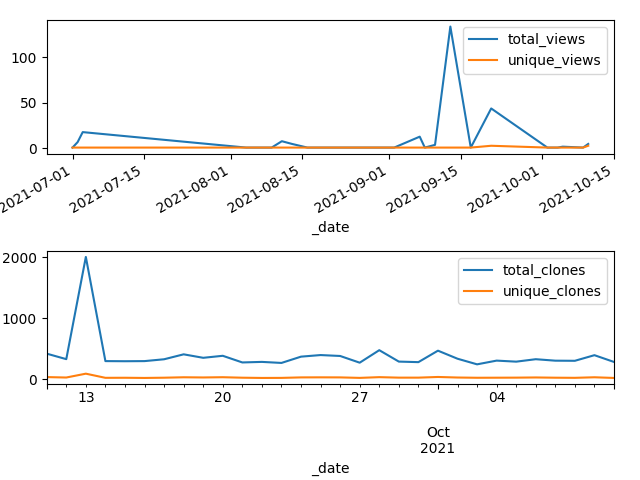 100
50
0
total_views
unique_views
2021-07-01
2021-07-15
2021-08-01
2021-08-15
2021-09-01
2021-09-15
2021-10-01
2021-10-15
_date
2000
1000
0
total_clones
unique_clones
13
20
27
04
Oct
2021
_date